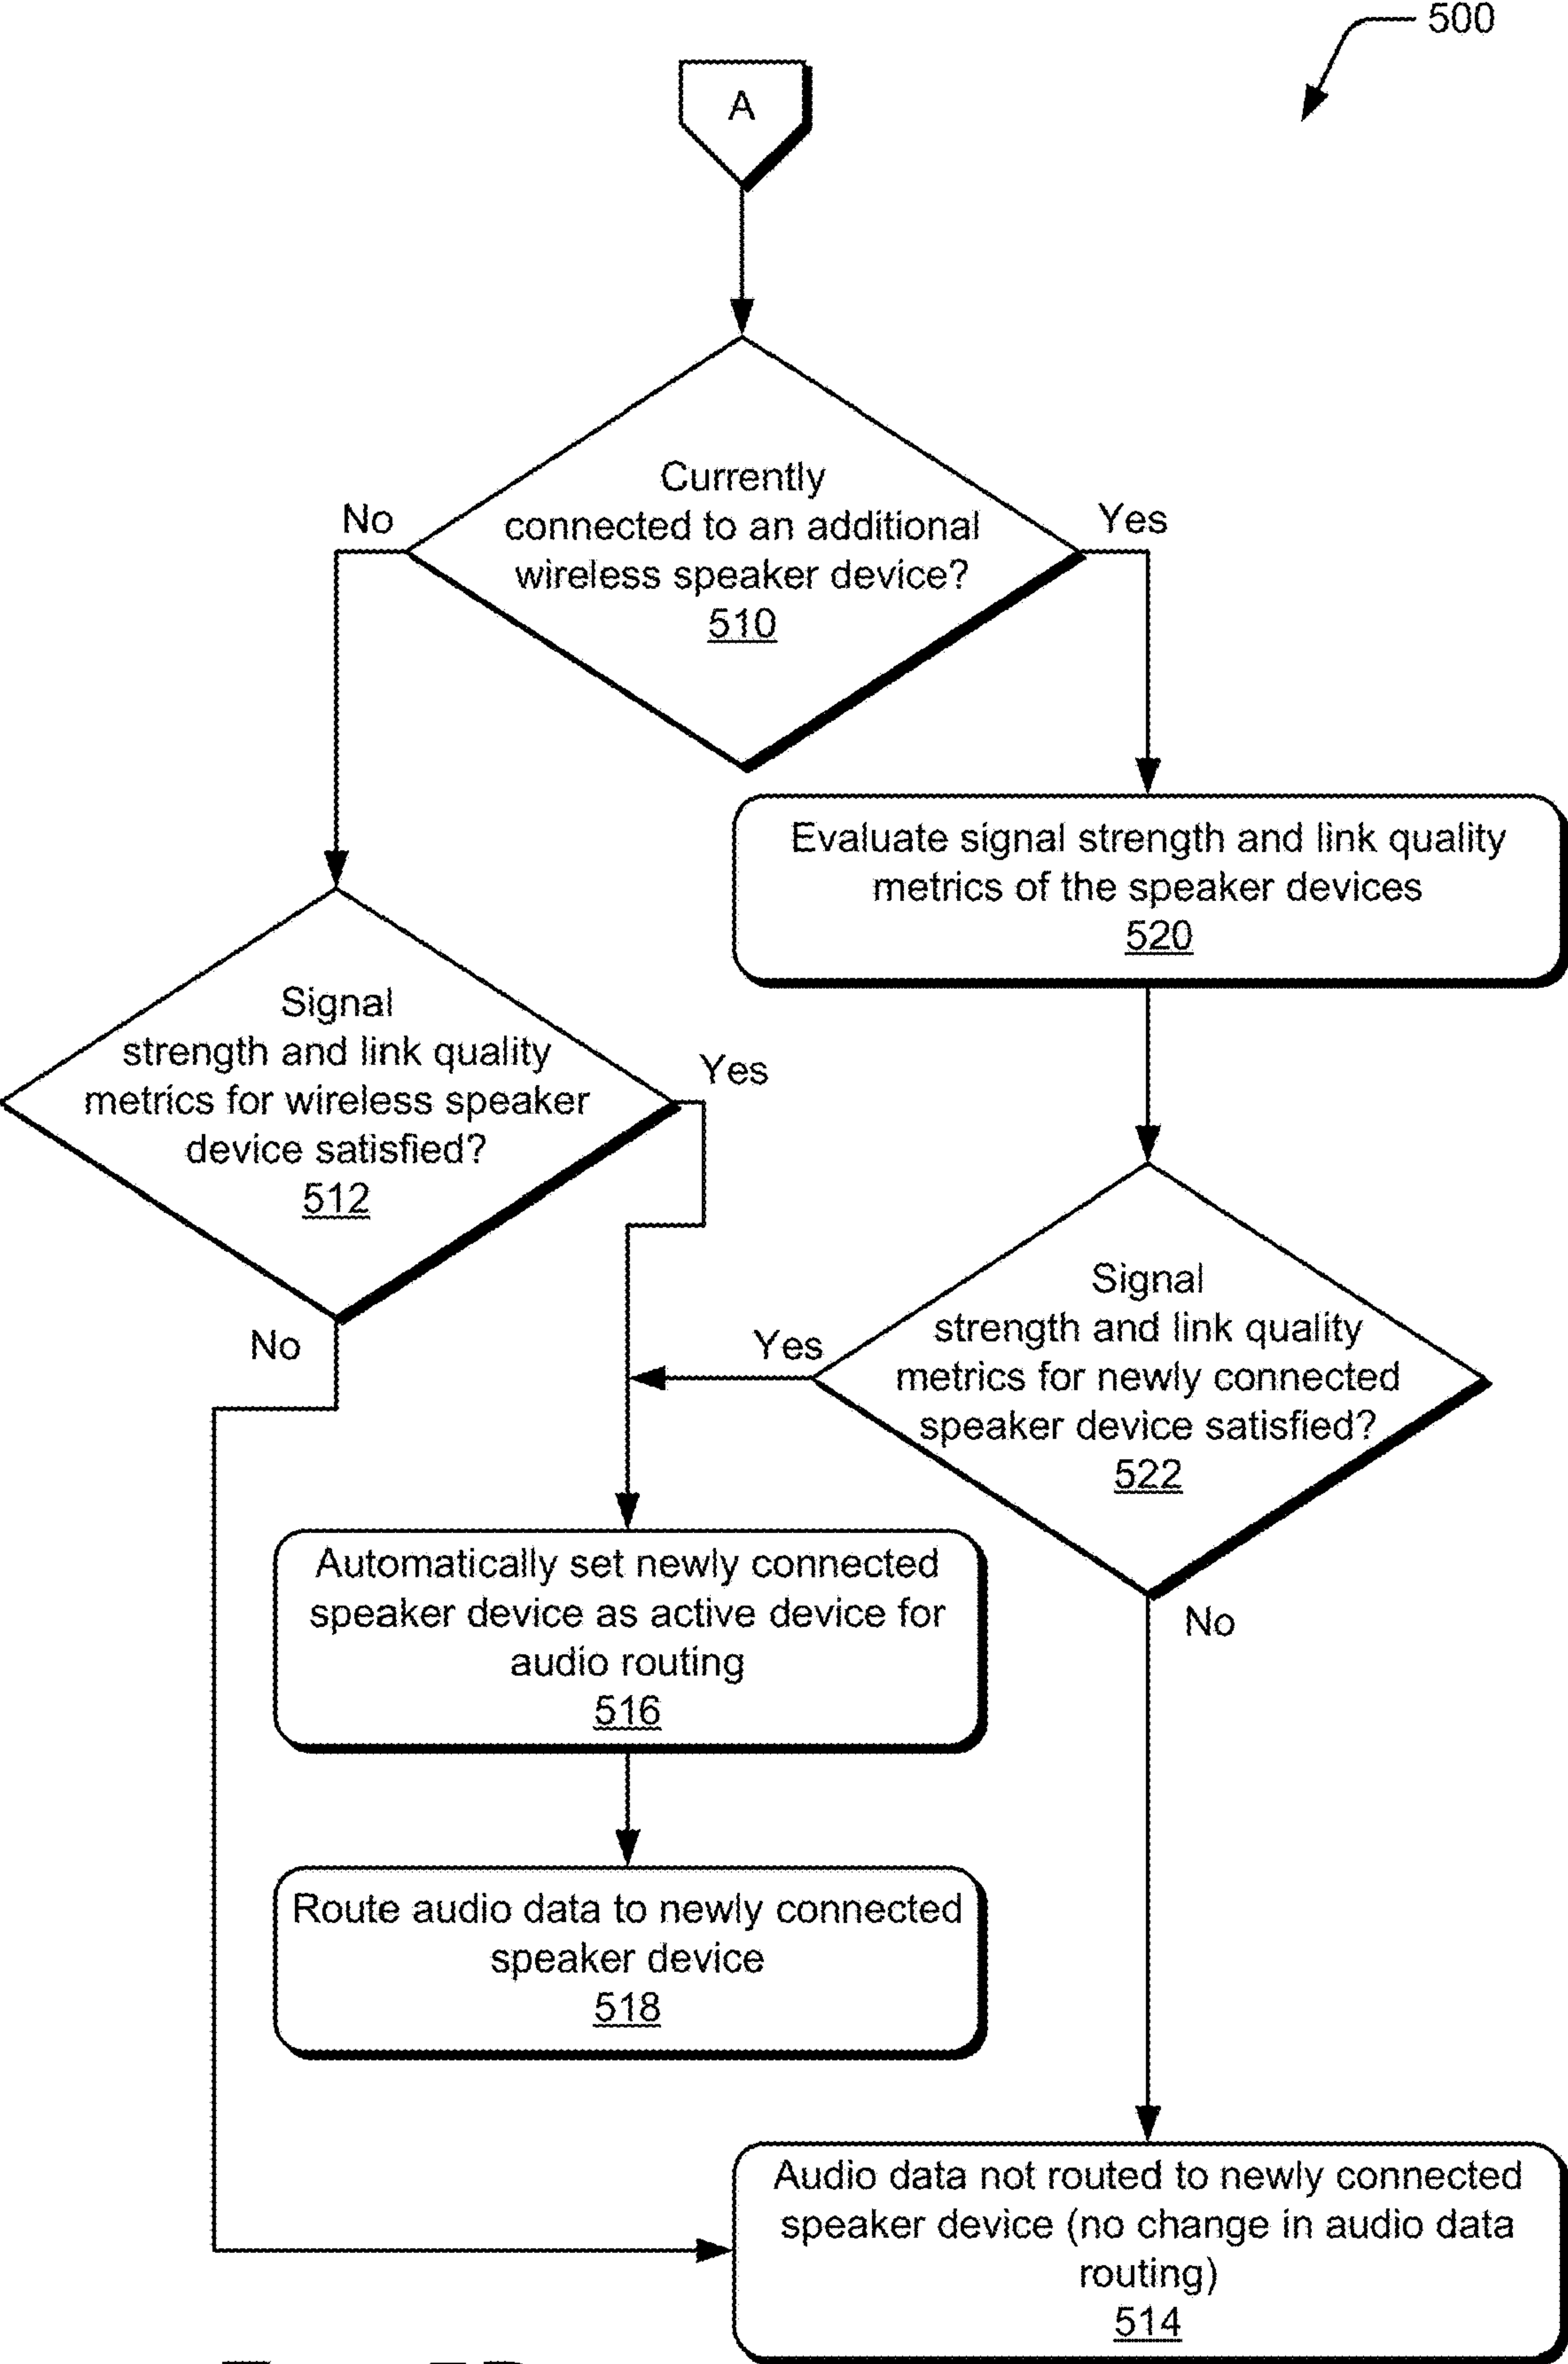 500
A
Currently
connected to an additional
wireless speaker device?
510
No
Yes
Evaluate signal strength and link quality
metrics of the speaker devices
520
Signal
strength and link quality
metrics for wireless speaker
device satisfied?
512
Yes
No
Signal
strength and link quality
metrics for newly connected
speaker device satisfied?
522
Yes
No
Automatically set newly connected
speaker device as active device for
audio routing
516
Route audio data to newly connected
speaker device
518
Audio data not routed to newly connected
speaker device (no change in audio data
routing)
514